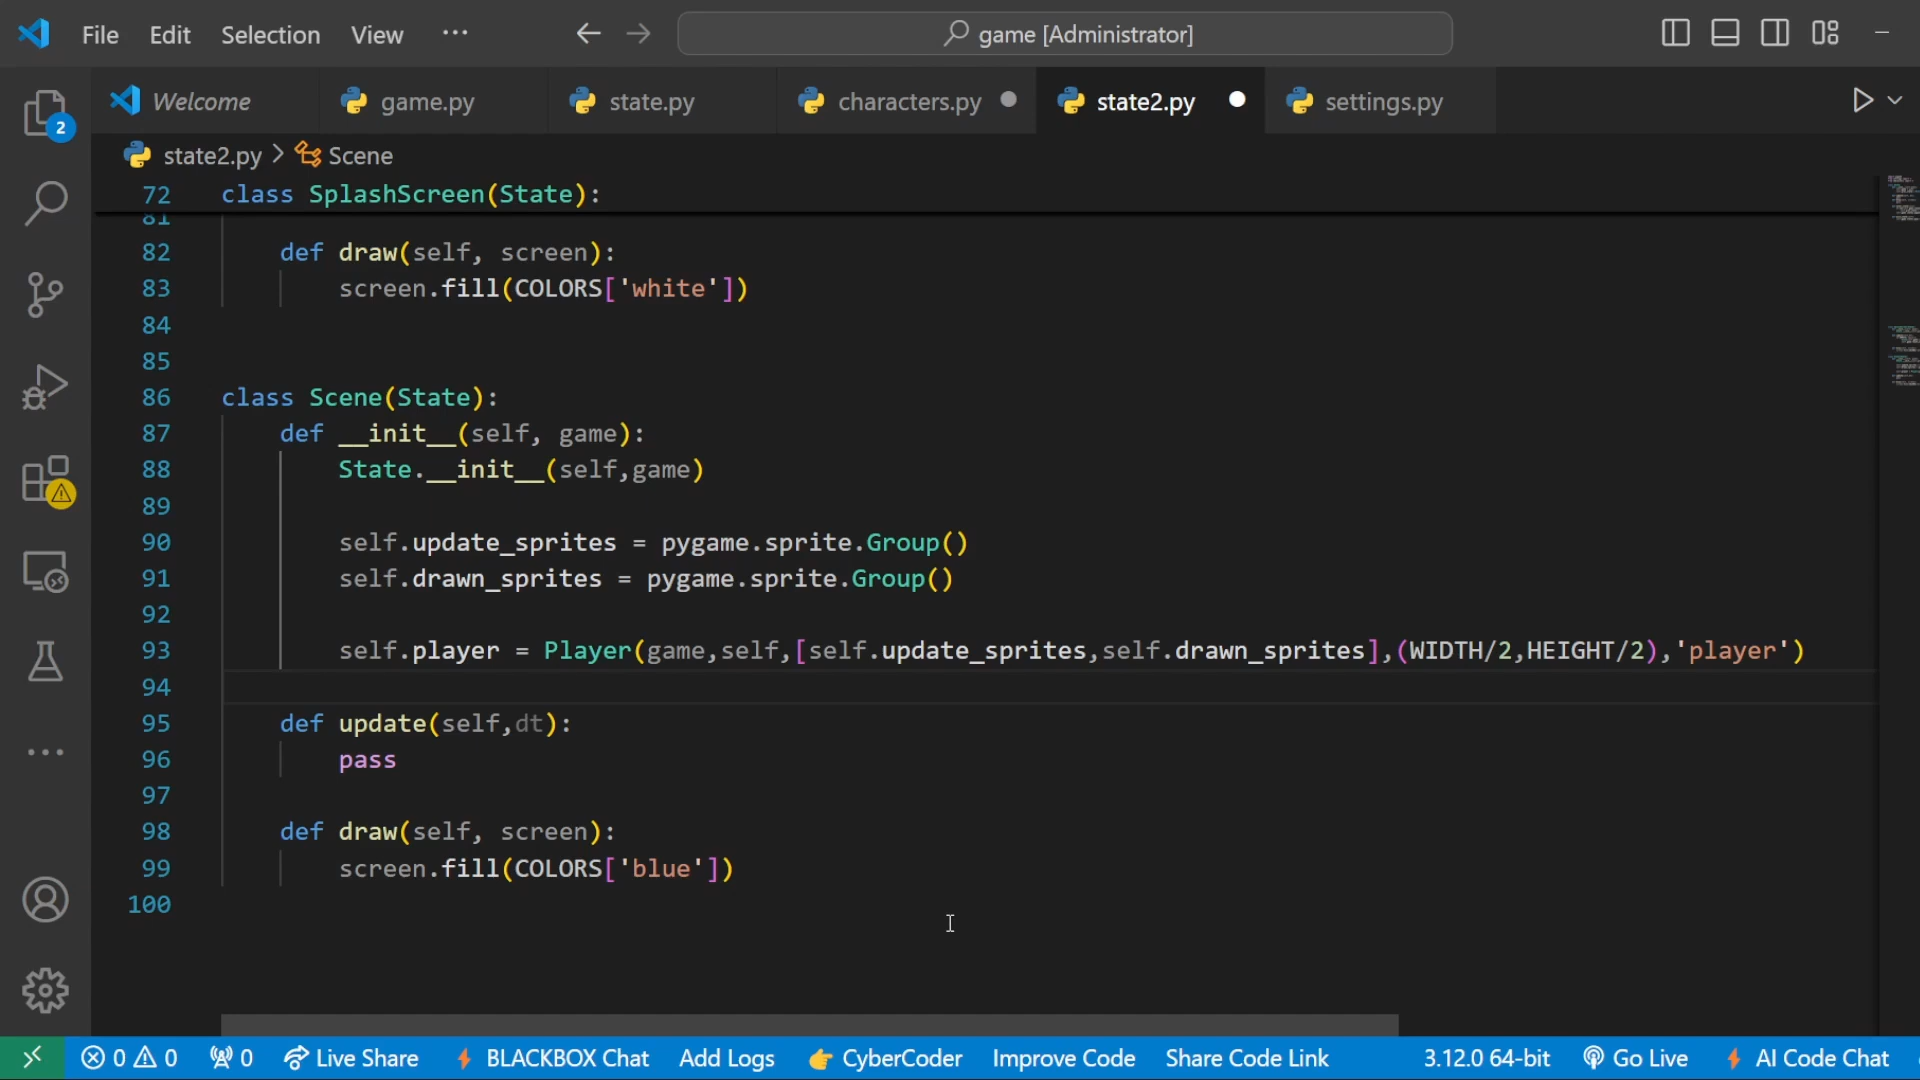 File Edit Selection View ··· game [Administrator]
Welcome game.py state.py characters.py state2.py settings.py
2
state2.py > Scene
72 class SplashScreen(State):
81
82 def draw(self, screen):
83 screen.fill(COLORS['white'])
84
85
86 class Scene(State):
87 def __init__(self, game):
88 State.__init__(self,game)
89
90 self.update_sprites = pygame.sprite.Group()
91 self.drawn_sprites = pygame.sprite.Group()
92
93 self.player = Player(game,self,[self.update_sprites,self.drawn_sprites],(WIDTH/2,HEIGHT/2),'player')
94
95 def update(self,dt):
96 pass
97
98 def draw(self, screen):
99 screen.fill(COLORS['blue'])
100
0 0 0 Live Share BLACKBOX Chat Add Logs CyberCoder Improve Code Share Code Link 3.12.0 64-bit Go Live AI Code Chat